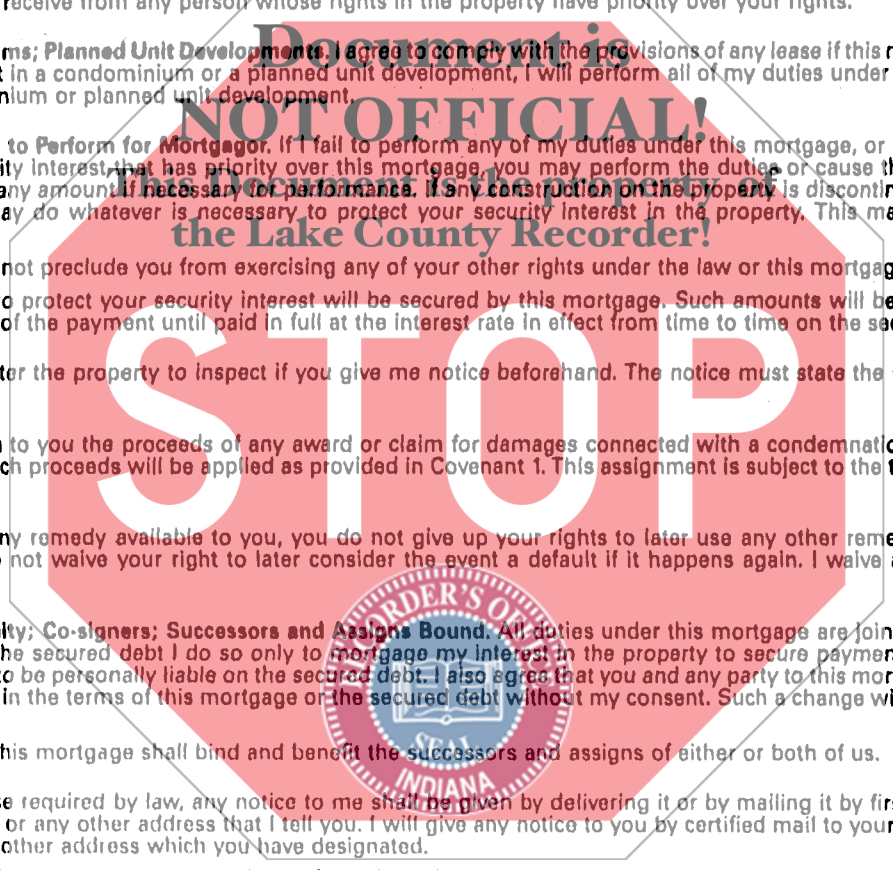 receive from any person whose rights in the property have priority over your rights.
Document is
ms; Planned Unit Developments. I agree to comply with the provisions of any lease if this
in a condominium or a planned unit development, I will perform all of my duties under
nium or planned unit development.
NOT OFFICIAL!
to Perform for Mortgagor. If I fail to perform any of my duties under this mortgage, or
ity interest that has priority over this mortgage, you may perform the duties or cause
any amount if necessary for performance. If any construction on the property is discontin
This Document is the property of
ay do whatever is necessary to protect your security interest in the property. This ma
the Lake County Recorder!
not preclude you from exercising any of your other rights under the law or this mortgag
o protect your security interest will be secured by this mortgage. Such amounts will be
of the payment until paid in full at the interest rate in effect from time to time on the se
STOP
ter the property to inspect if you give me notice beforehand. The notice must state the
to you the proceeds of any award or claim for damages connected with a condemnatio
ch proceeds will be applied as provided in Covenant 1. This assignment is subject to the
ny remedy available to you, you do not give up your rights to later use any other reme
not waive your right to later consider the event a default if it happens again. I waive
lity; Co-signers; Successors and Assigns Bound. All duties under this mortgage are join
he secured debt I do so only to mortgage my interest in the property to secure paymen
o be personally liable on the secured debt. I also agree that you and any party to this mor
in the terms of this mortgage or the secured debt without my consent. Such a change wi
SEAL
his mortgage shall bind and benefit the successors and assigns of either or both of us.
INDIANA
e required by law, any notice to me shall be given by delivering it or by mailing it by firs
or any other address that I tell you. I will give any notice to you by certified mail to your
other address which you have designated.